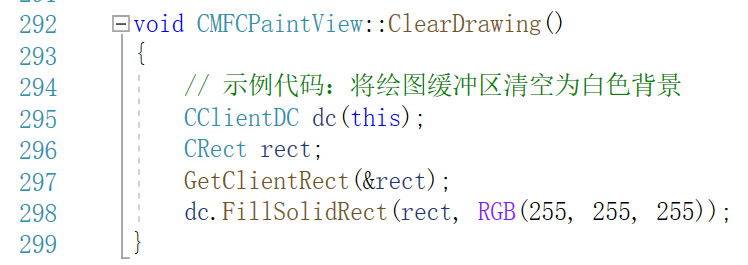 292 void CMFCPaintView::ClearDrawing()
293 {
294 // 示例代码：将绘图缓冲区清空为白色背景
295 CClientDC dc(this);
296 CRect rect;
297 GetClientRect(&rect);
298 dc.FillSolidRect(rect, RGB(255, 255, 255));
299 }